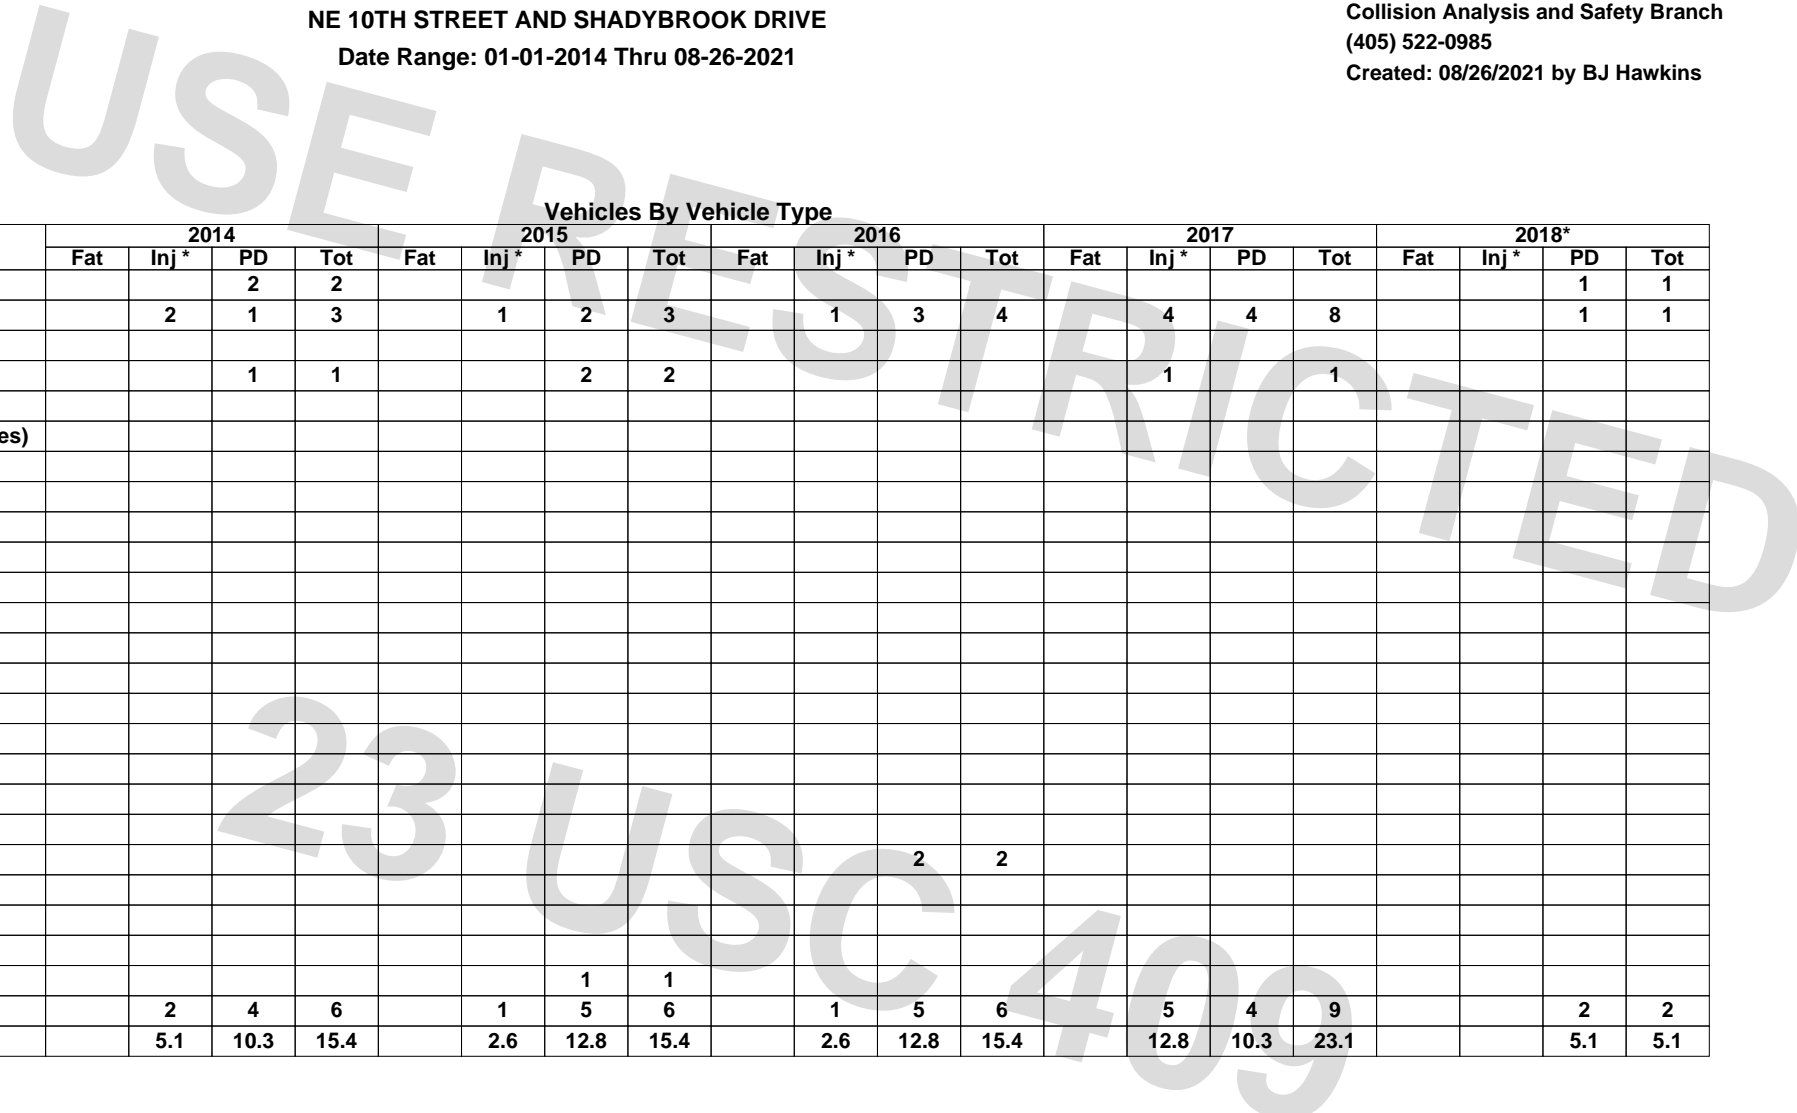 NE 10TH STREET AND SHADYBROOK DRIVE
Date Range: 01-01-2014 Thru 08-26-2021
Collision Analysis and Safety Branch
(405) 522-0985
Created: 08/26/2021 by BJ Hawkins
USE RESTRICTED
Vehicles By Vehicle Type
2014 2015 2016 2017 2018*
Fat Inj * PD Tot Fat Inj * PD Tot Fat Inj * PD Tot Fat Inj * PD Tot Fat Inj * PD Tot
2 2 1 1
2 1 3 1 2 3 1 3 4 4 4 8 1 1
1 1 2 2 1 1
es)
2 2
1 1
2 4 6 1 5 6 1 5 6 5 4 9 2 2
5.1 10.3 15.4 2.6 12.8 15.4 2.6 12.8 15.4 12.8 10.3 23.1 5.1 5.1
23 USC 409